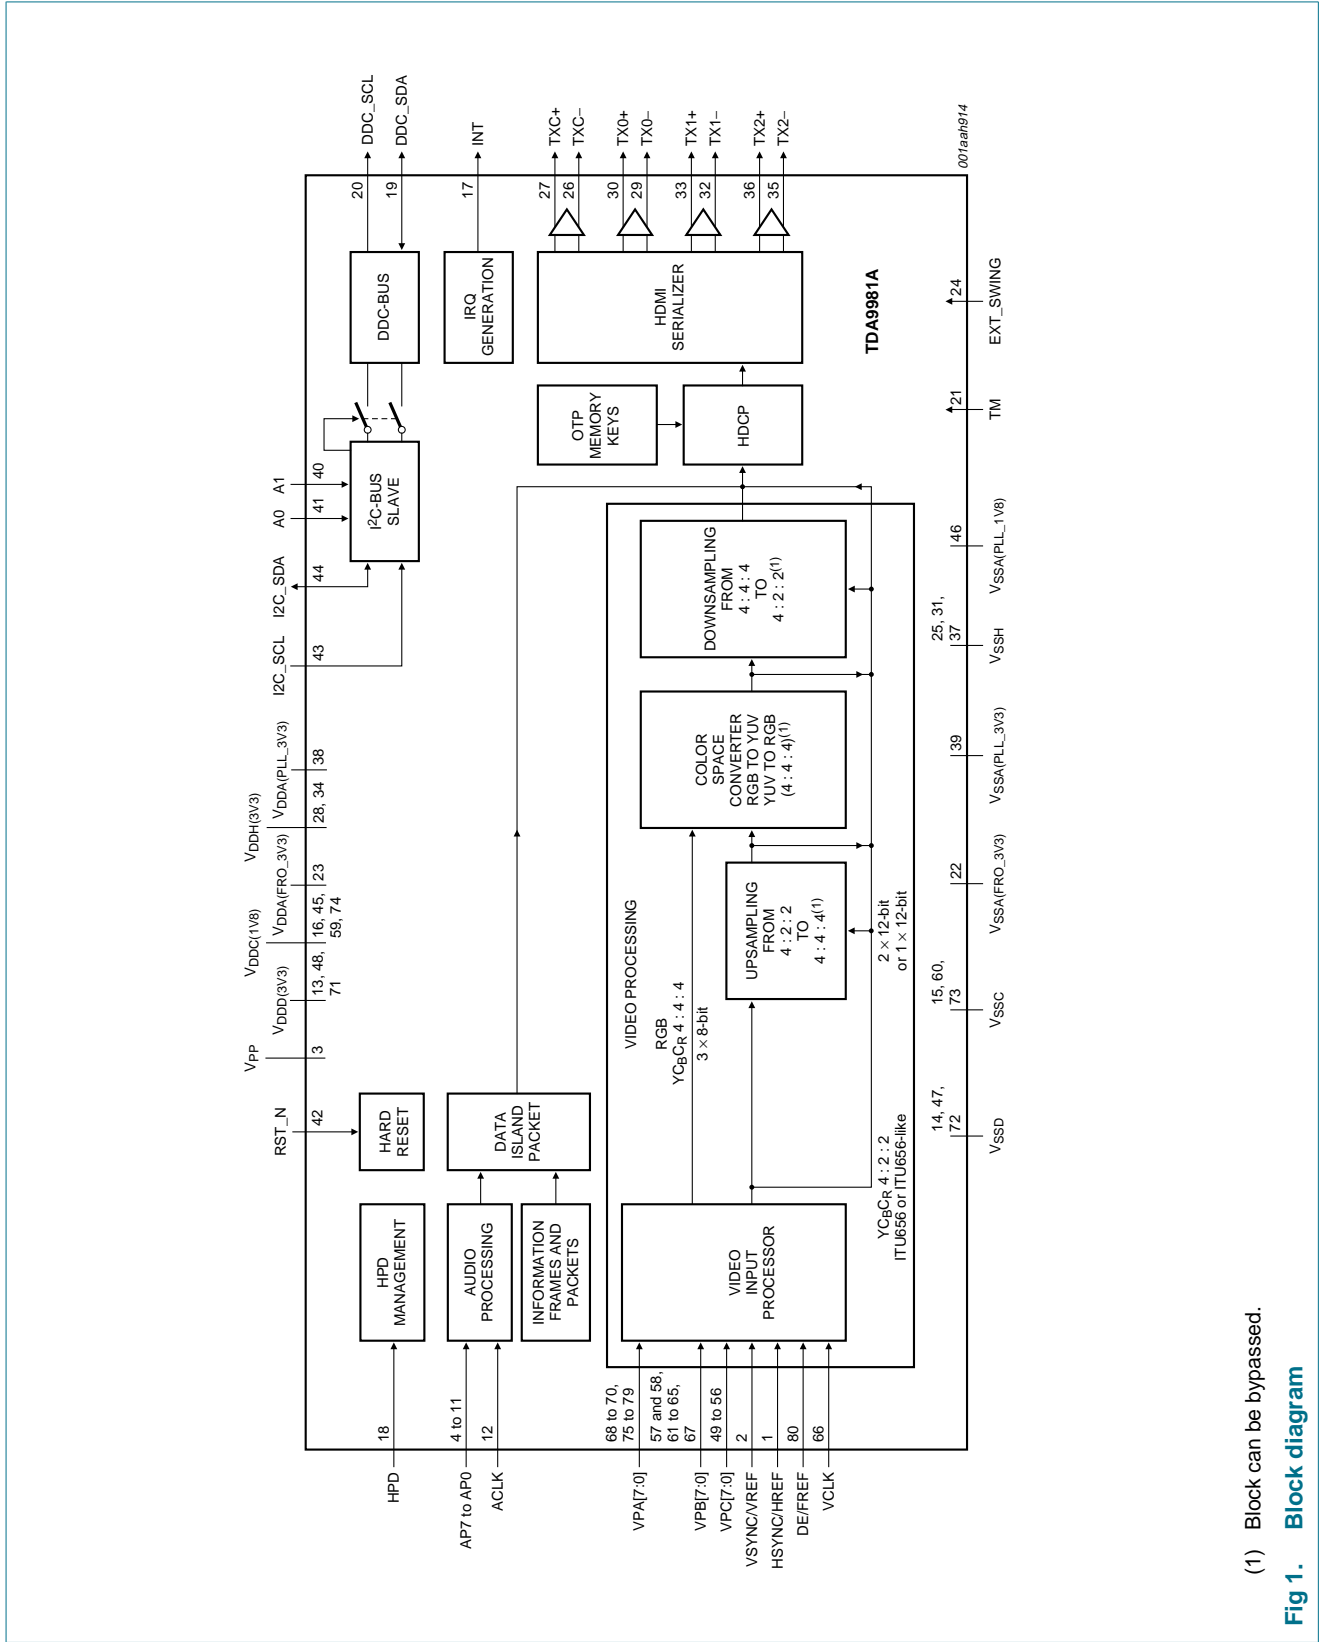 RST_N
VPP
VDDD(3V3)
VDDC(1V8)
VDDA(FRO_3V3)
VDDH(3V3)
VDDA(PLL_3V3)
I2C_SCL
I2C_SDA
A0
A1
42
3
13, 48,
71
16, 45,
59, 74
23
28, 34
38
43
44
41
40
HPD
18
HPD
MANAGEMENT
HARD
RESET
I²C-BUS
SLAVE
DDC-BUS
20
DDC_SCL
19
DDC_SDA
AP7 to AP0
4 to 11
ACLK
12
AUDIO
PROCESSING
INFORMATION
FRAMES AND
PACKETS
DATA
ISLAND
PACKET
IRQ
GENERATION
17
INT
OTP
MEMORY
KEYS
HDCP
HDMI
SERIALIZER
27
TXC+
26
TXC−
30
TX0+
29
TX0−
33
TX1+
32
TX1−
36
TX2+
35
TX2−
VIDEO PROCESSING
VPA[7:0]
68 to 70,
75 to 79
VPB[7:0]
57 and 58,
61 to 65,
67
VPC[7:0]
49 to 56
VSYNC/VREF
2
HSYNC/HREF
1
DE/FREF
80
VCLK
66
VIDEO
INPUT
PROCESSOR
RGB
YCBCR 4 : 4 : 4
3 × 8-bit
UPSAMPLING
FROM
4 : 2 : 2
TO
4 : 4 : 4(1)
COLOR
SPACE
CONVERTER
RGB TO YUV
YUV TO RGB
(4 : 4 : 4)(1)
DOWNSAMPLING
FROM
4 : 4 : 4
TO
4 : 2 : 2(1)
YCBCR 4 : 2 : 2
ITU656 or ITU656-like
2 × 12-bit
or 1 × 12-bit
TDA9981A
14, 47,
72
15, 60,
73
22
39
25, 31,
37
46
21
24
VSSD
VSSC
VSSA(FRO_3V3)
VSSA(PLL_3V3)
VSSH
VSSA(PLL_1V8)
TM
EXT_SWING
001aah914
(1) Block can be bypassed.
Fig 1. Block diagram